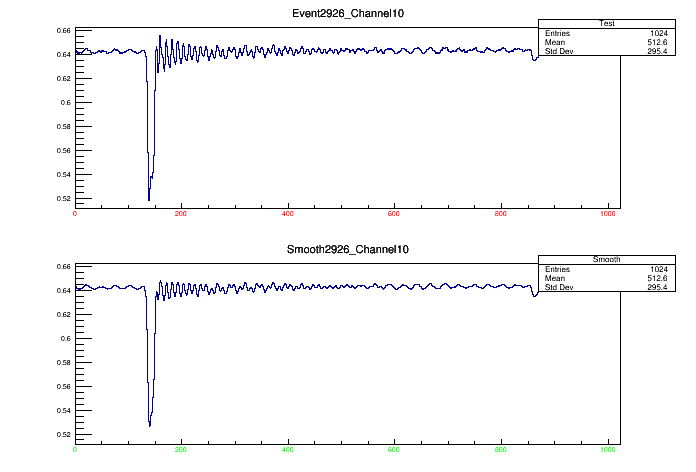 Event2926_Channel10
Test
Entries 1024
Mean 512.6
Std Dev 295.4
0.66
0.64
0.62
0.6
0.58
0.56
0.54
0.52
0 200 400 600 800 1000
Smooth2926_Channel10
Smooth
Entries 1024
Mean 512.6
Std Dev 295.4
0.66
0.64
0.62
0.6
0.58
0.56
0.54
0.52
0 200 400 600 800 1000